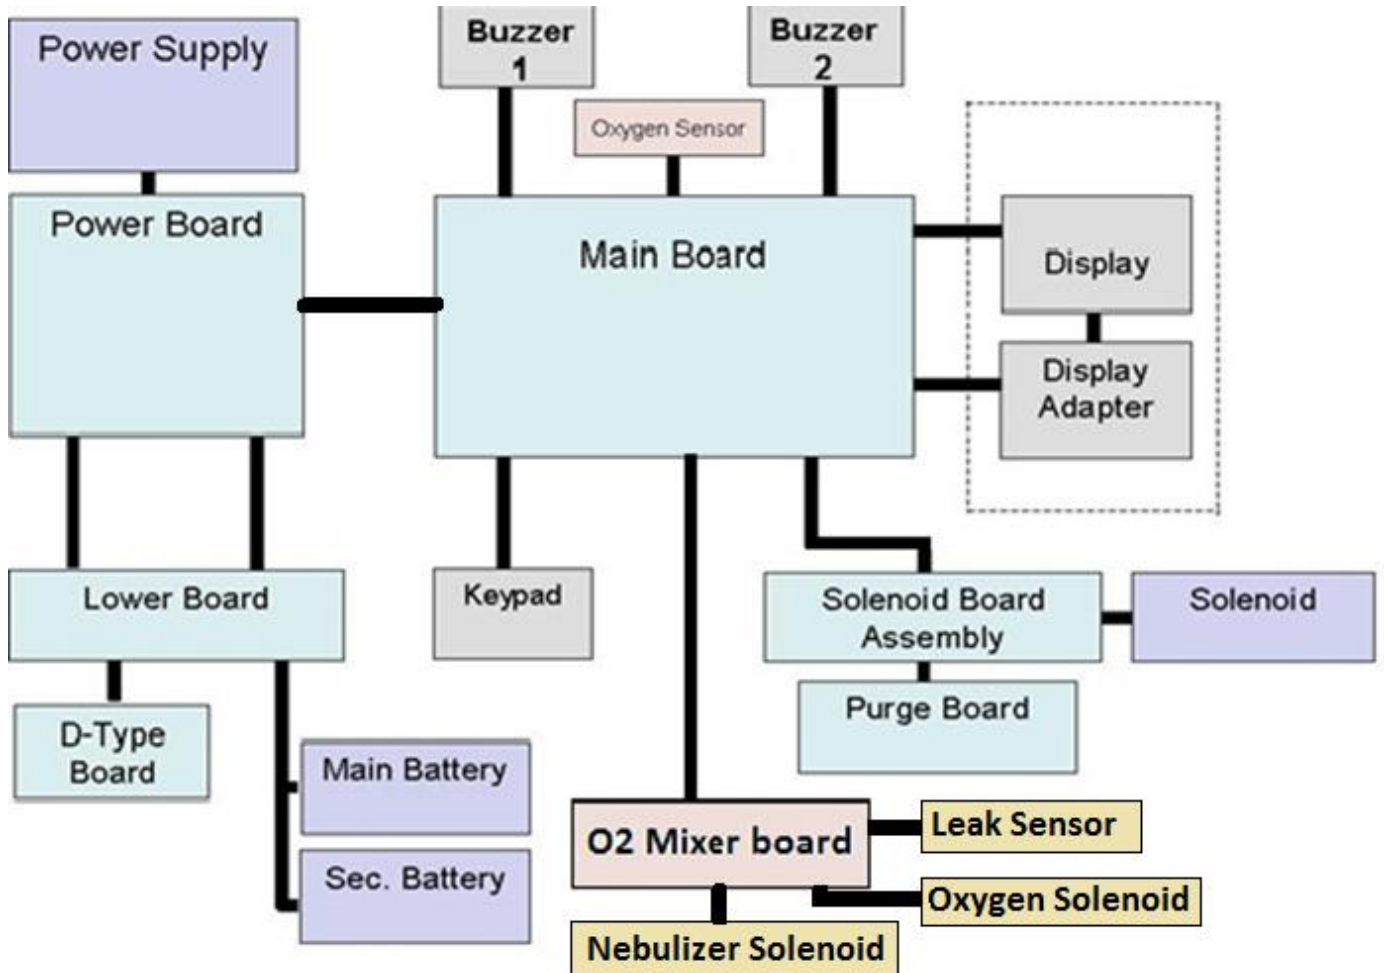 Power Supply
Buzzer
1
Buzzer
2
Oxygen Sensor
Power Board
Main Board
Display
Display
Adapter
Lower Board
Keypad
Solenoid Board
Assembly
Solenoid
Purge Board
D-Type
Board
Main Battery
Sec. Battery
O2 Mixer board
Leak Sensor
Oxygen Solenoid
Nebulizer Solenoid